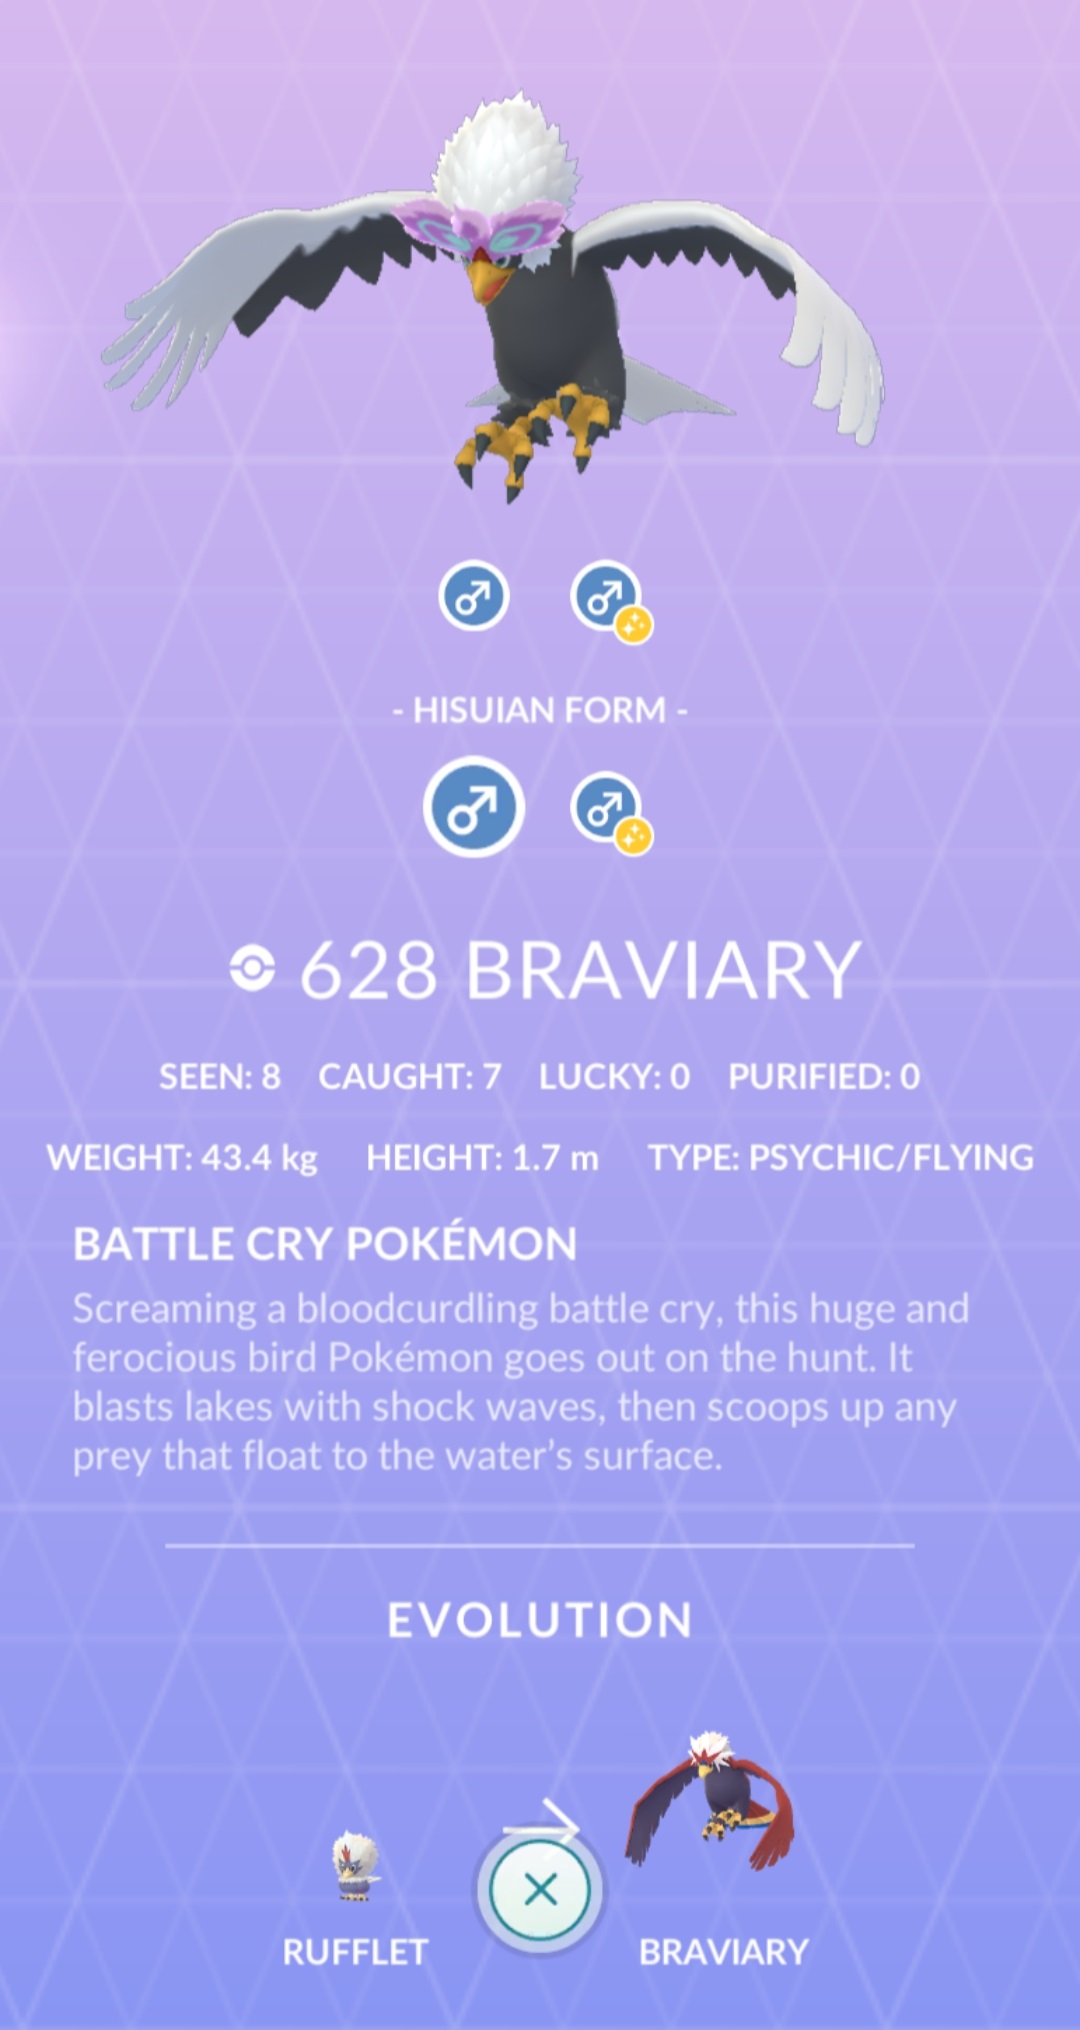 - HISUIAN FORM -
628 BRAVIARY
SEEN: 8 CAUGHT: 7 LUCKY: 0 PURIFIED: 0
WEIGHT: 43.4 kg HEIGHT: 1.7 m TYPE: PSYCHIC/FLYING
BATTLE CRY POKÉMON
Screaming a bloodcurdling battle cry, this huge and
ferocious bird Pokémon goes out on the hunt. It
blasts lakes with shock waves, then scoops up any
prey that float to the water’s surface.
EVOLUTION
RUFFLET BRAVIARY